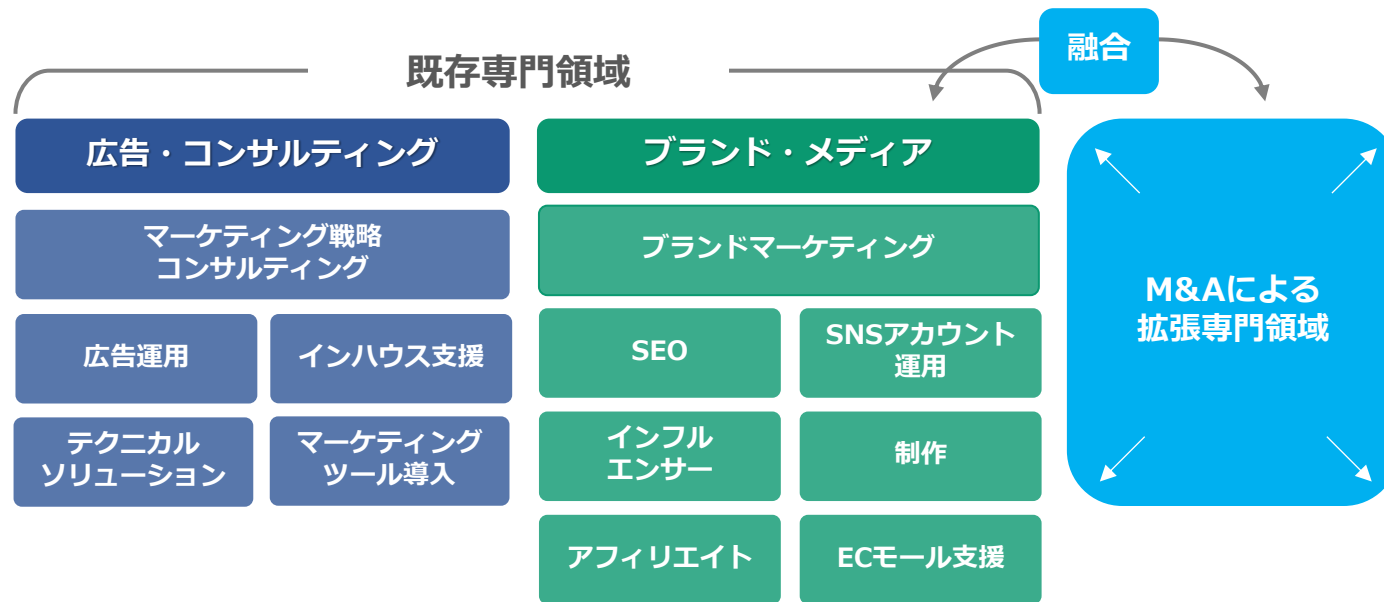 既存専門領域
融合
広告・コンサルティング
マーケティング戦略
コンサルティング
広告運用
インハウス支援
テクニカル
ソリューション
マーケティング
ツール導入
ブランド・メディア
ブランドマーケティング
SEO
SNSアカウント
運用
インフル
エンサー
制作
アフィリエイト
ECモール支援
M&Aによる
拡張専門領域